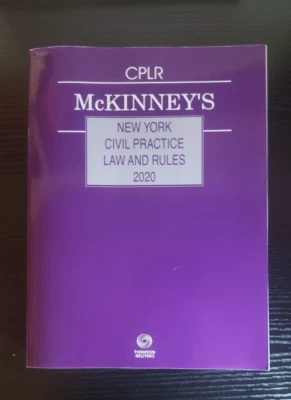 CPLR
McKINNEY'S
NEW YORK
CIVIL PRACTICE
LAW AND RULES
2020
THOMSON
REUTERS